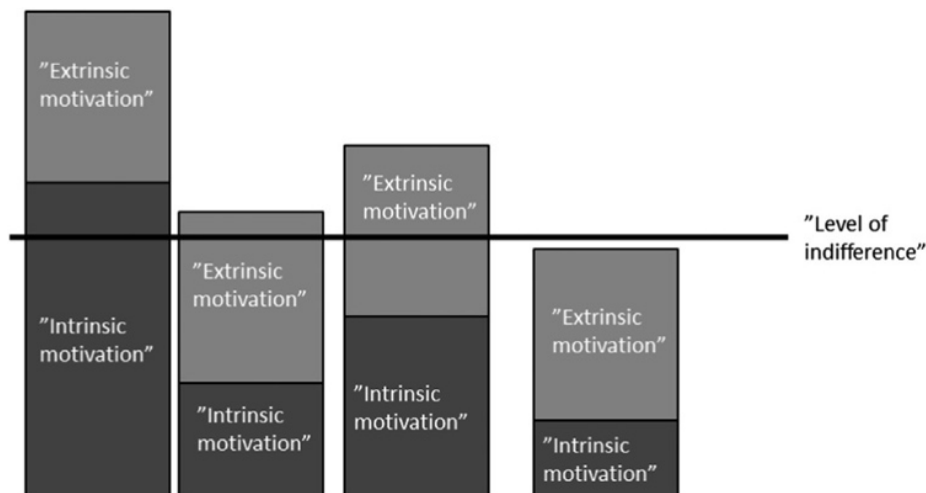 ”Extrinsic
motivation”
”Intrinsic
motivation”
”Extrinsic
motivation”
”Intrinsic
motivation”
”Extrinsic
motivation”
”Intrinsic
motivation”
”Extrinsic
motivation”
”Intrinsic
motivation”
”Level of
indifference”